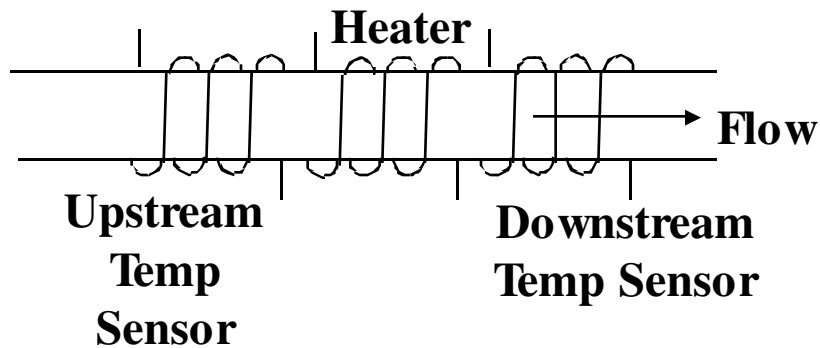 Heater
Flow
Upstream
Temp
Sensor
Downstream
Temp Sensor